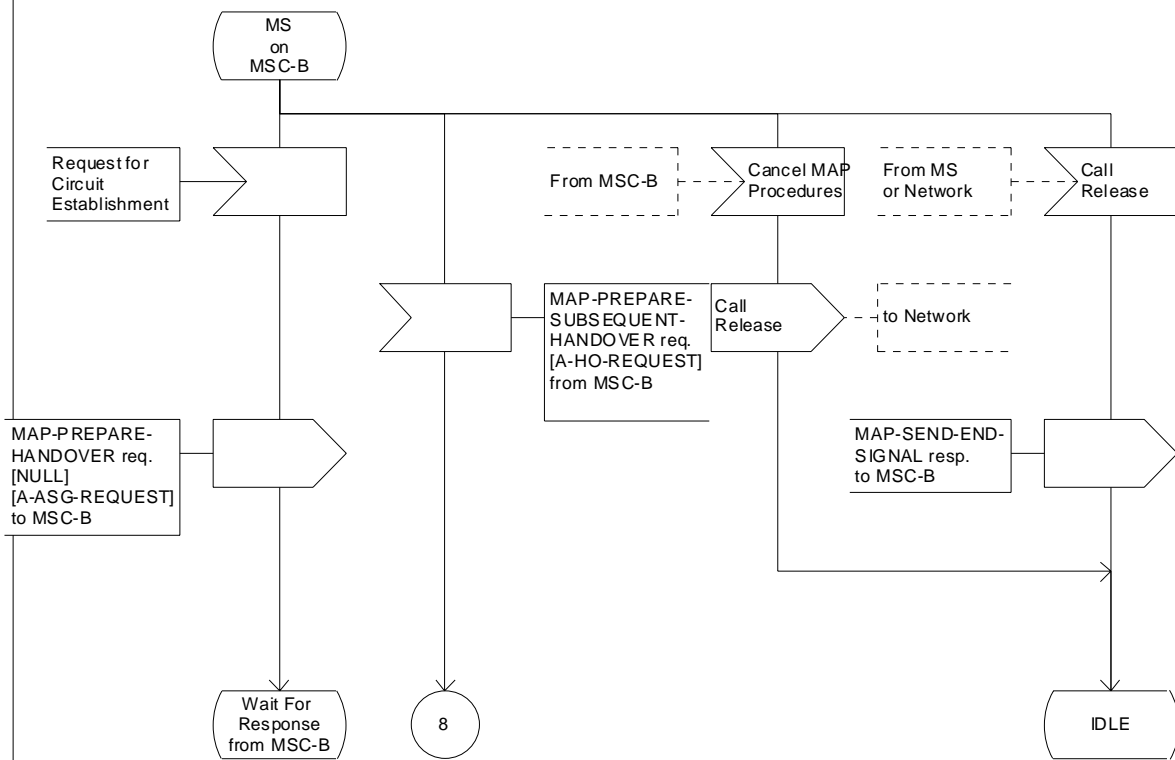 MS
on
MSC-B
Request for
Circuit
Establishment
From MSC-B
Cancel MAP
Procedures
From MS
or Network
Call
Release
MAP-PREPARE-
SUBSEQUENT-
HANDOVER req.
[A-HO-REQUEST]
from MSC-B
Call
Release
to Network
MAP-PREPARE-
HANDOVER req.
[NULL]
[A-ASG-REQUEST]
to MSC-B
MAP-SEND-END-
SIGNAL resp.
to MSC-B
Wait For
Response
from MSC-B
8
IDLE